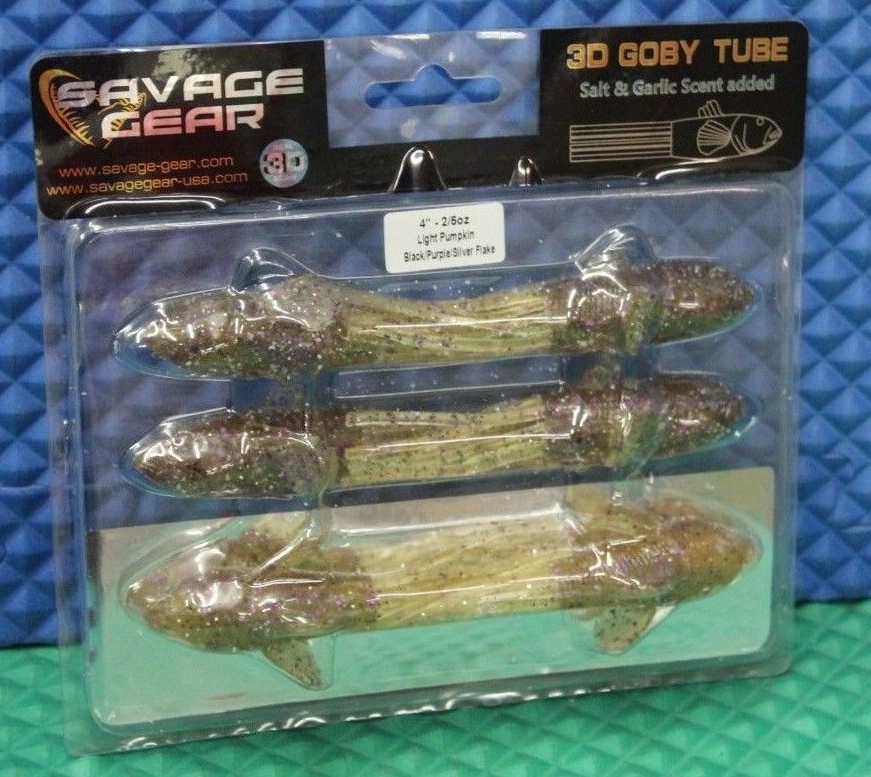 SAVAGE
GEAR
www.savage-gear.com
www.savagegear-usa.com
3D
3D GOBY TUBE
Salt & Garlic Scent added
4" - 2/5oz
Light Pumpkin
Black/Purple/Silver Flake